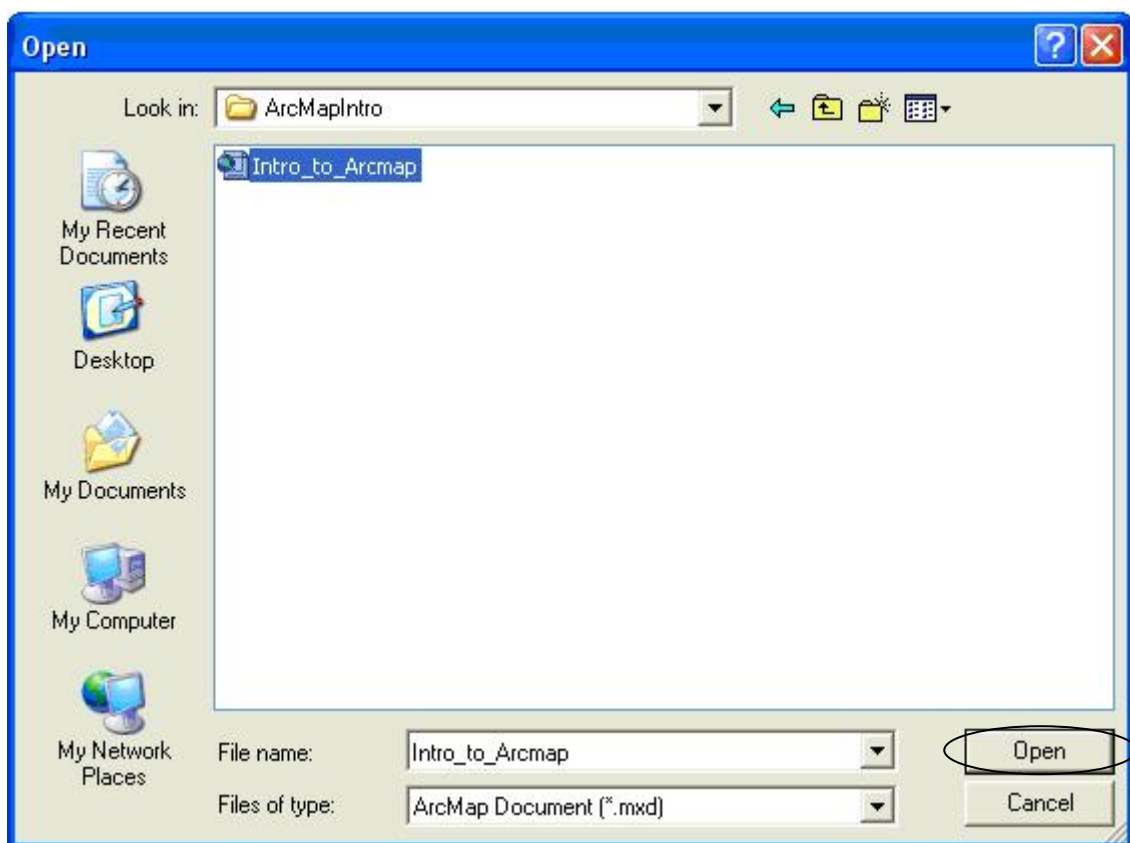 Open
?
Look in: ArcMapIntro
Intro_to_Arcmap
My Recent
Documents
Desktop
My Documents
My Computer
My Network
Places
File name: Intro_to_Arcmap Open
Files of type: ArcMap Document (*.mxd) Cancel